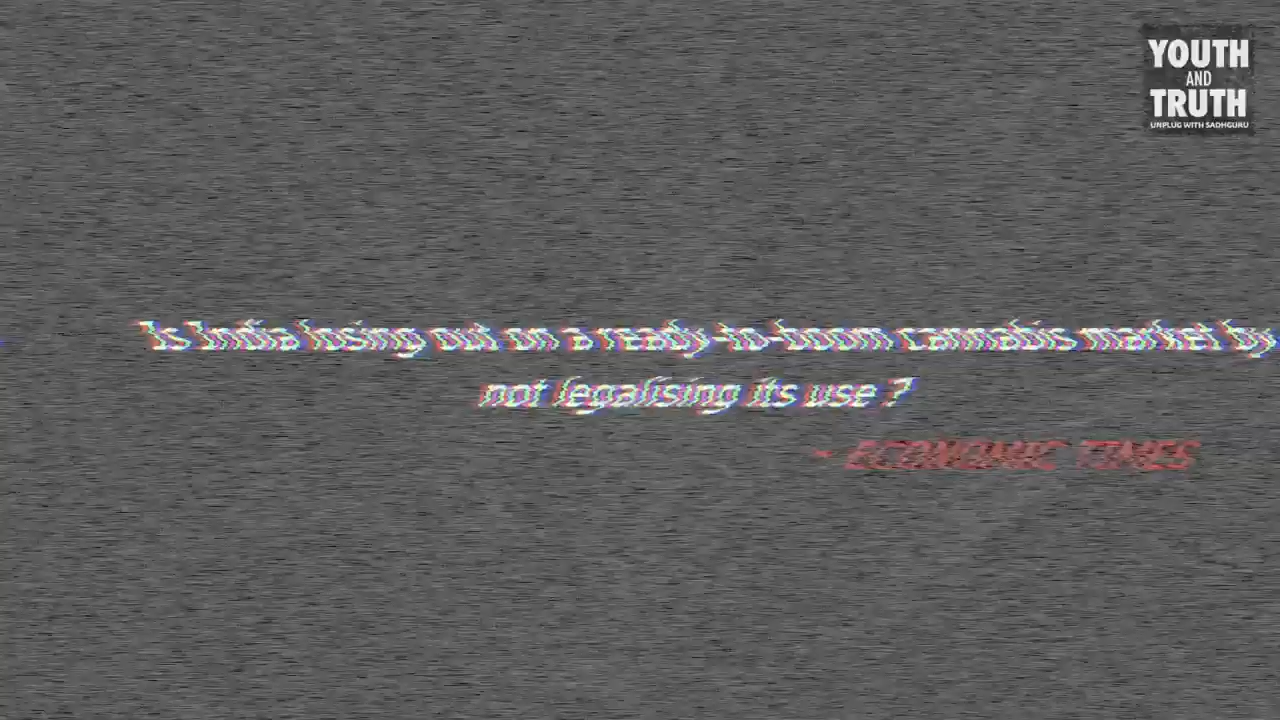 YOUTH
AND
TRUTH
UNPLUG WITH SADHGURU
Is India losing out on a ready-to-boom cannabis market by
not legalising its use ?
- ECONOMIC TIMES